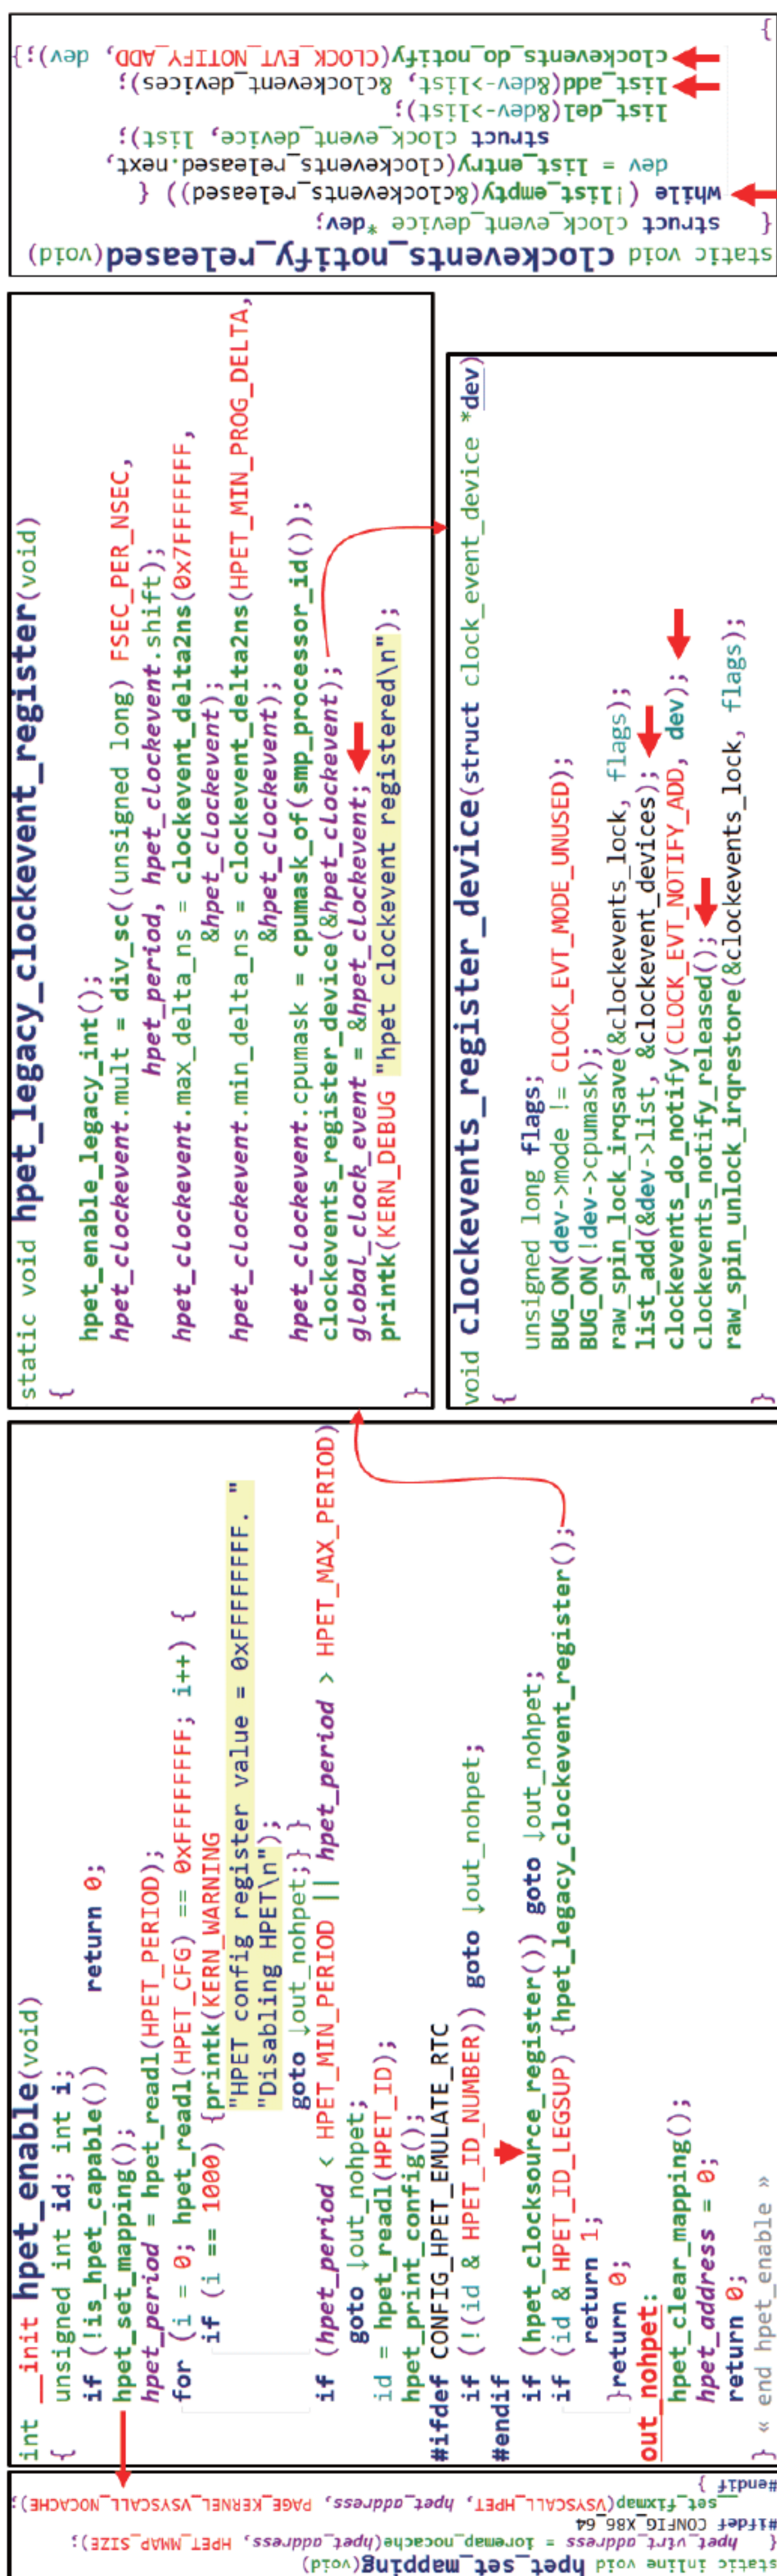 static inline void hpet_set_mapping(void)
{ hpet_virt_address = ioremap_nocache(hpet_address, HPET_MMAP_SIZE);
#ifdef CONFIG_X86_64
__set_fixmap(VSYSCALL_HPET, hpet_address, PAGE_KERNEL_VSYSCALL_NOCACHE);
#endif }
int __init hpet_enable(void)
{
unsigned int id; int i;
if (!is_hpet_capable()) return 0;
hpet_set_mapping();
hpet_period = hpet_readl(HPET_PERIOD);
for (i = 0; hpet_readl(HPET_CFG) == 0xFFFFFFFF; i++) {
if (i == 1000) {printk(KERN_WARNING
"HPET config register value = 0xFFFFFFFF. "
"Disabling HPET\n");
goto ↓out_nohpet;} }
if (hpet_period < HPET_MIN_PERIOD || hpet_period > HPET_MAX_PERIOD)
goto ↓out_nohpet;
id = hpet_readl(HPET_ID);
hpet_print_config();
#ifdef CONFIG_HPET_EMULATE_RTC
if (!(id & HPET_ID_NUMBER)) goto ↓out_nohpet;
#endif
if (hpet_clocksource_register()) goto ↓out_nohpet;
if (id & HPET_ID_LEGSUP) {hpet_legacy_clockevent_register();
return 1;
}return 0;
out_nohpet:
hpet_clear_mapping();
hpet_address = 0;
return 0;
} « end hpet_enable »
static void hpet_legacy_clockevent_register(void)
{
hpet_enable_legacy_int();
hpet_clockevent.mult = div_sc((unsigned long) FSEC_PER_NSEC,
hpet_period, hpet_clockevent.shift);
hpet_clockevent.max_delta_ns = clockevent_delta2ns(0x7FFFFFFF,
&hpet_clockevent);
hpet_clockevent.min_delta_ns = clockevent_delta2ns(HPET_MIN_PROG_DELTA,
&hpet_clockevent);
hpet_clockevent.cpumask = cpumask_of(smp_processor_id());
clockevents_register_device(&hpet_clockevent);
global_clock_event = &hpet_clockevent;
printk(KERN_DEBUG "hpet clockevent registered\n");
}
void clockevents_register_device(struct clock_event_device *dev)
{
unsigned long flags;
BUG_ON(dev->mode != CLOCK_EVT_MODE_UNUSED);
BUG_ON(!dev->cpumask);
raw_spin_lock_irqsave(&clockevents_lock, flags);
list_add(&dev->list, &clockevent_devices);
clockevents_do_notify(CLOCK_EVT_NOTIFY_ADD, dev);
clockevents_notify_released();
raw_spin_unlock_irqrestore(&clockevents_lock, flags);
}
static void clockevents_notify_released(void)
{ struct clock_event_device *dev;
while (!list_empty(&clockevents_released)) {
dev = list_entry(clockevents_released.next,
struct clock_event_device, list);
list_del(&dev->list);
list_add(&dev->list, &clockevent_devices);
clockevents_do_notify(CLOCK_EVT_NOTIFY_ADD, dev);}
}